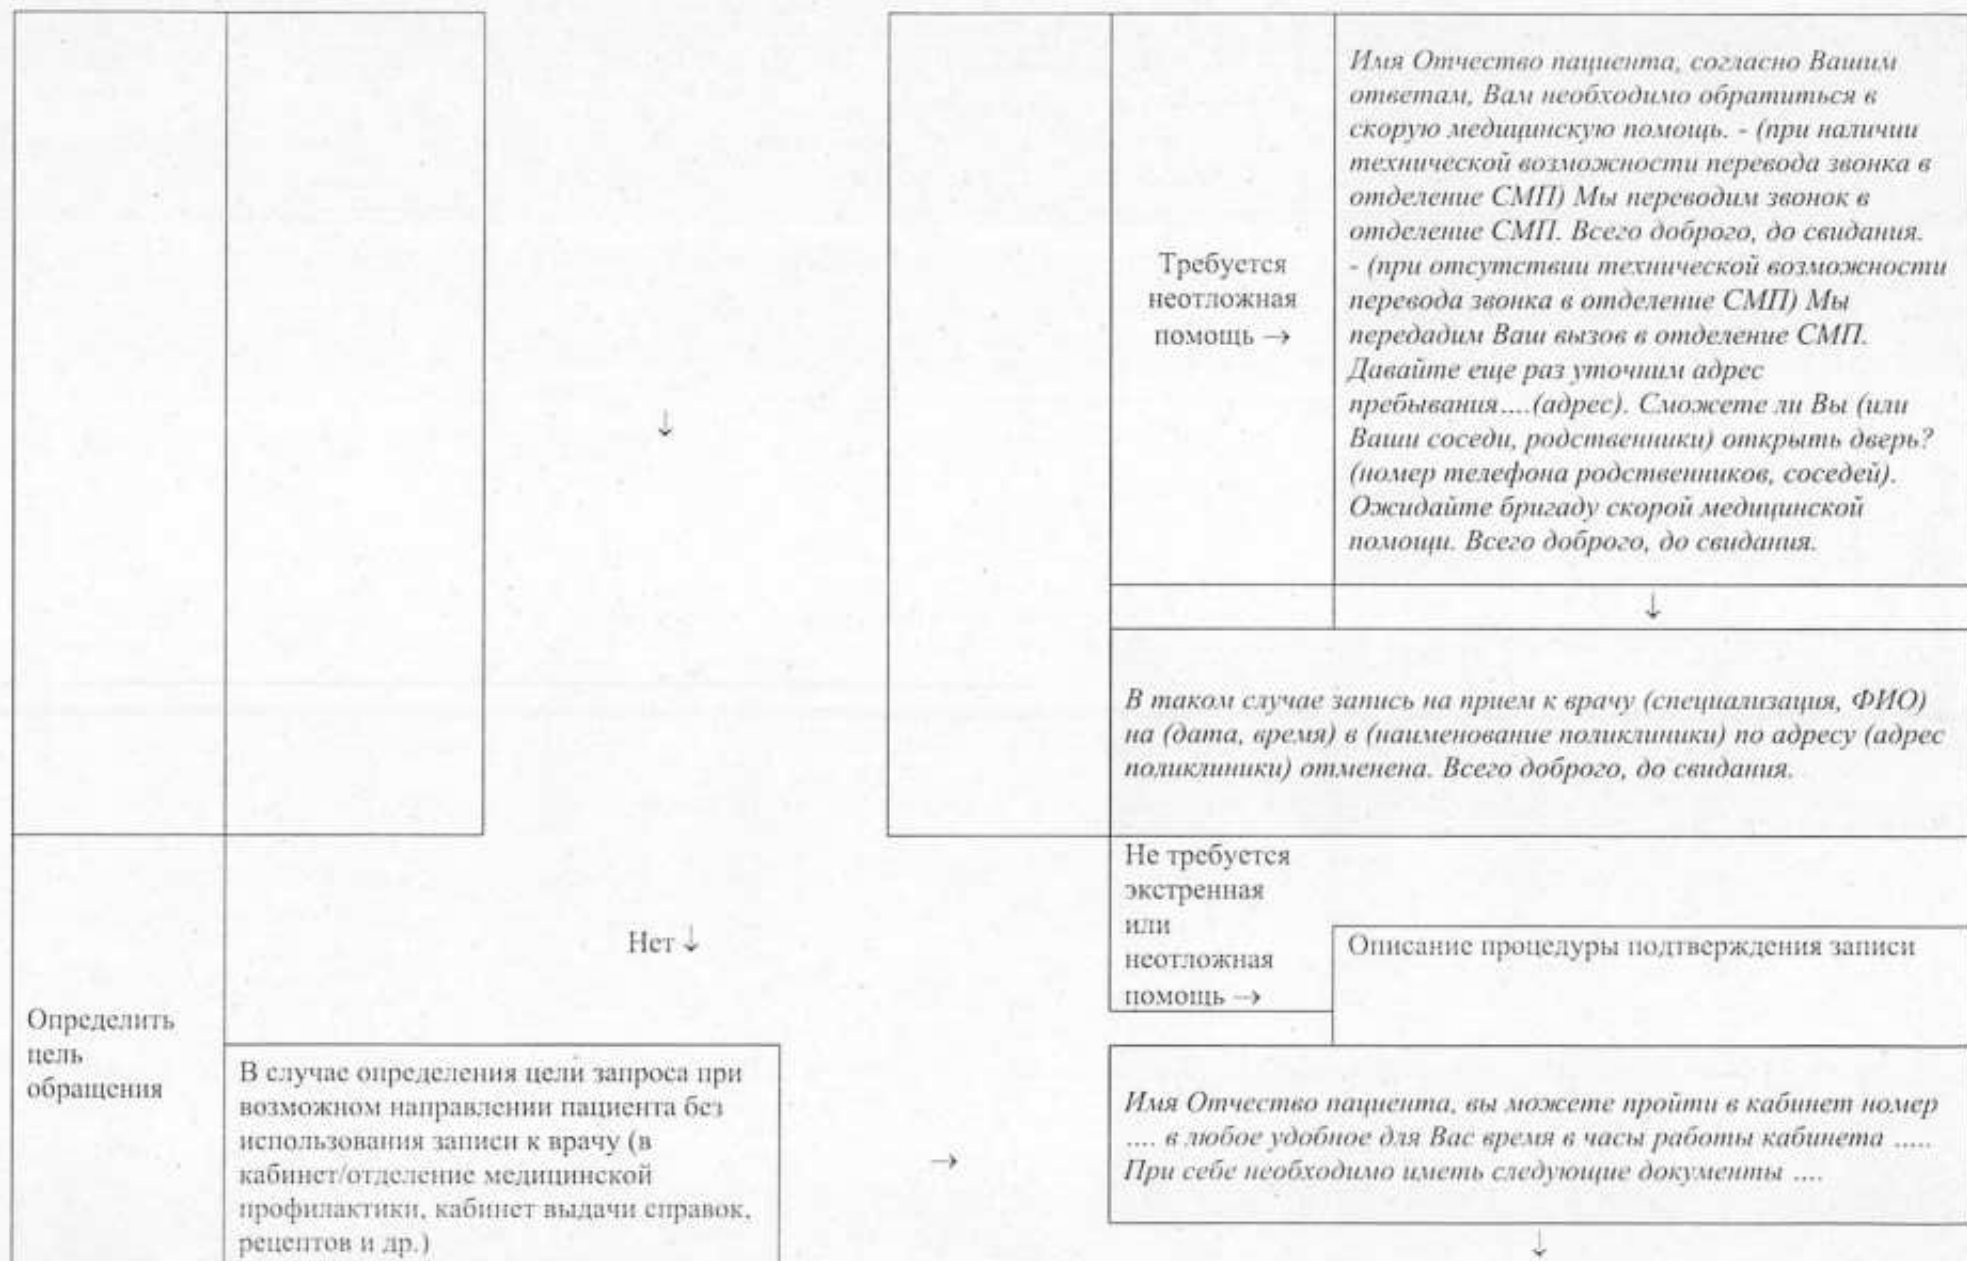 Требуется
неотложная
помощь →
Имя Отчество пациента, согласно Вашим
ответам, Вам необходимо обратиться в
скорую медицинскую помощь. - (при наличии
технической возможности перевода звонка в
отделение СМП) Мы переводим звонок в
отделение СМП. Всего доброго, до свидания.
- (при отсутствии технической возможности
перевода звонка в отделение СМП) Мы
передадим Ваш вызов в отделение СМП.
Давайте еще раз уточним адрес
пребывания....(адрес). Сможете ли Вы (или
Ваши соседи, родственники) открыть дверь?
(номер телефона родственников, соседей).
Ожидайте бригаду скорой медицинской
помощи. Всего доброго, до свидания.
↓
↓
В таком случае запись на прием к врачу (специализация, ФИО)
на (дата, время) в (наименование поликлиники) по адресу (адрес
поликлиники) отменена. Всего доброго, до свидания.
Нет ↓
Не требуется
экстренная
или
неотложная
помощь →
Описание процедуры подтверждения записи
Определить
цель
обращения
В случае определения цели запроса при
возможном направлении пациента без
использования записи к врачу (в
кабинет/отделение медицинской
профилактики, кабинет выдачи справок,
рецептов и др.)
→
Имя Отчество пациента, вы можете пройти в кабинет номер
.... в любое удобное для Вас время в часы работы кабинета .....
При себе необходимо иметь следующие документы ....
↓